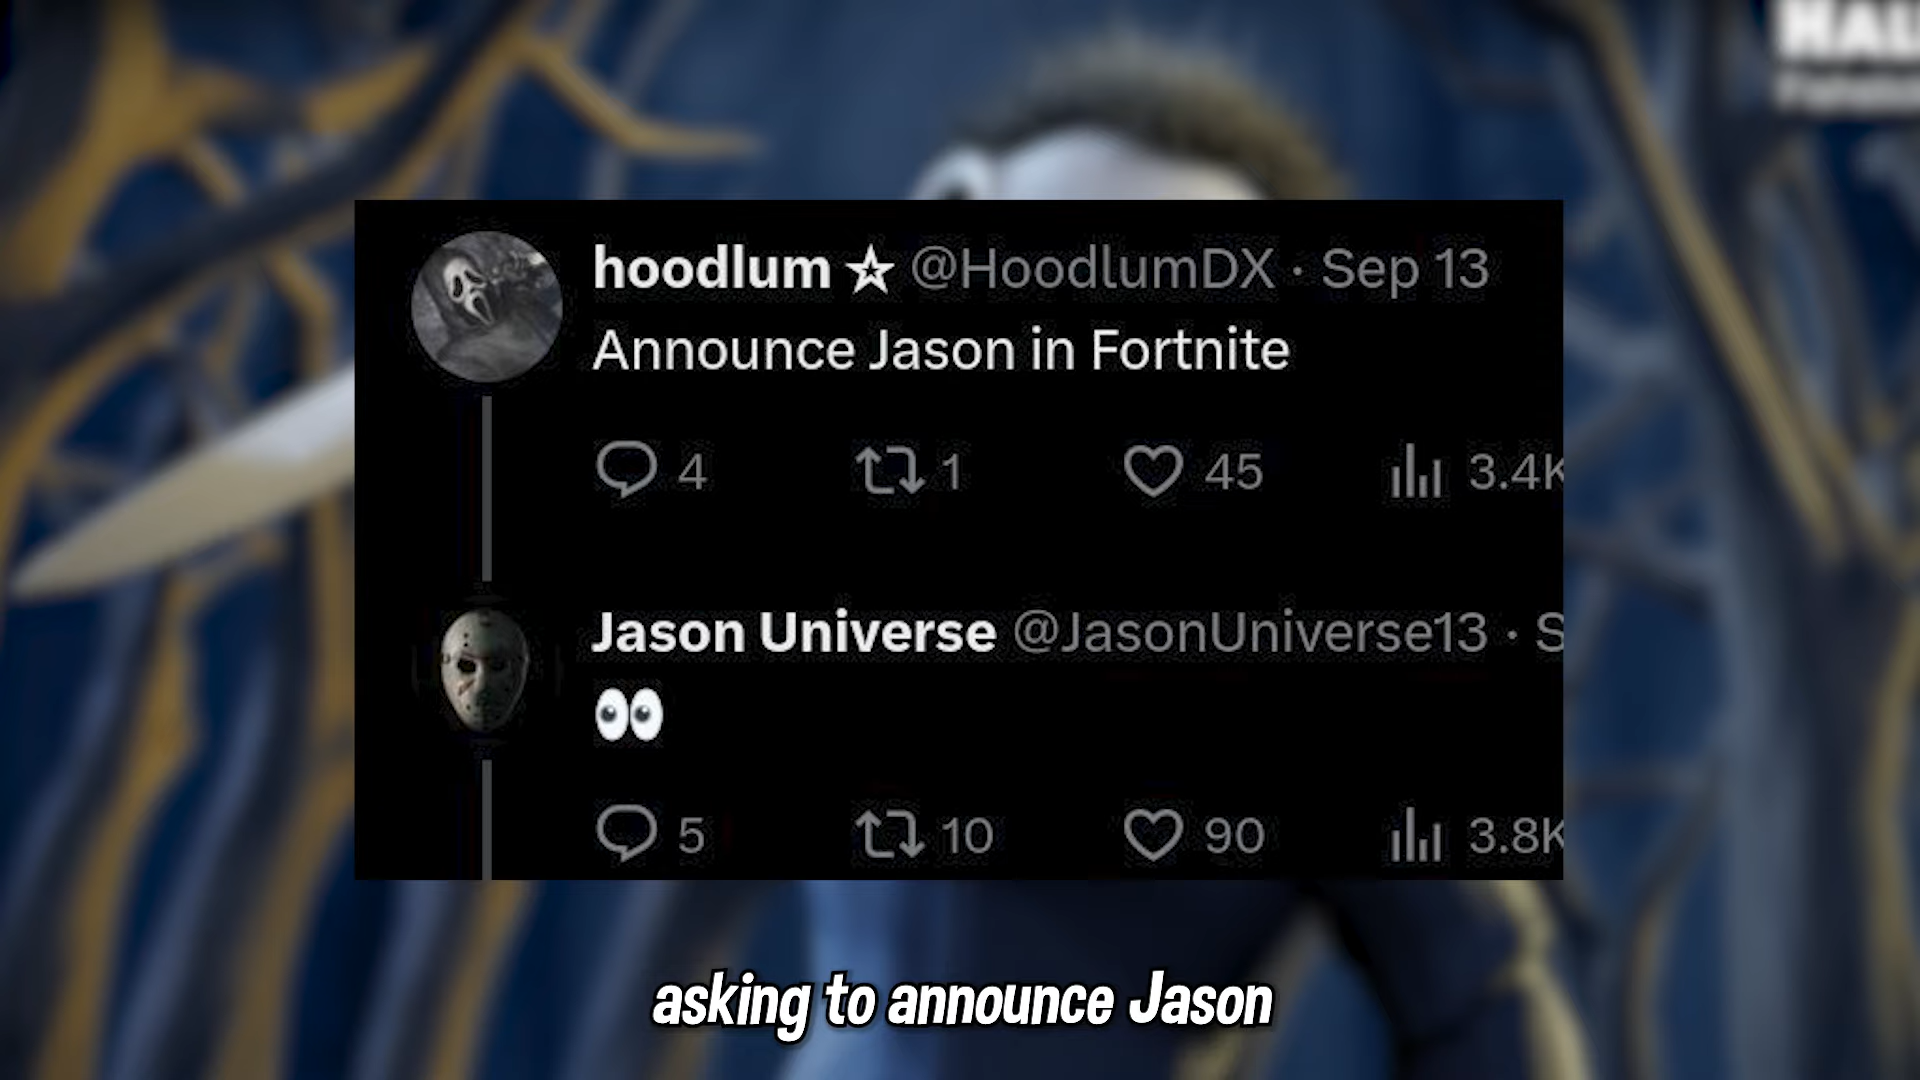 hoodlum ☆ @HoodlumDX · Sep 13
Announce Jason in Fortnite
4 1 45 3.4K
Jason Universe @JasonUniverse13 · S
👀
5 10 90 3.8K
asking to announce Jason